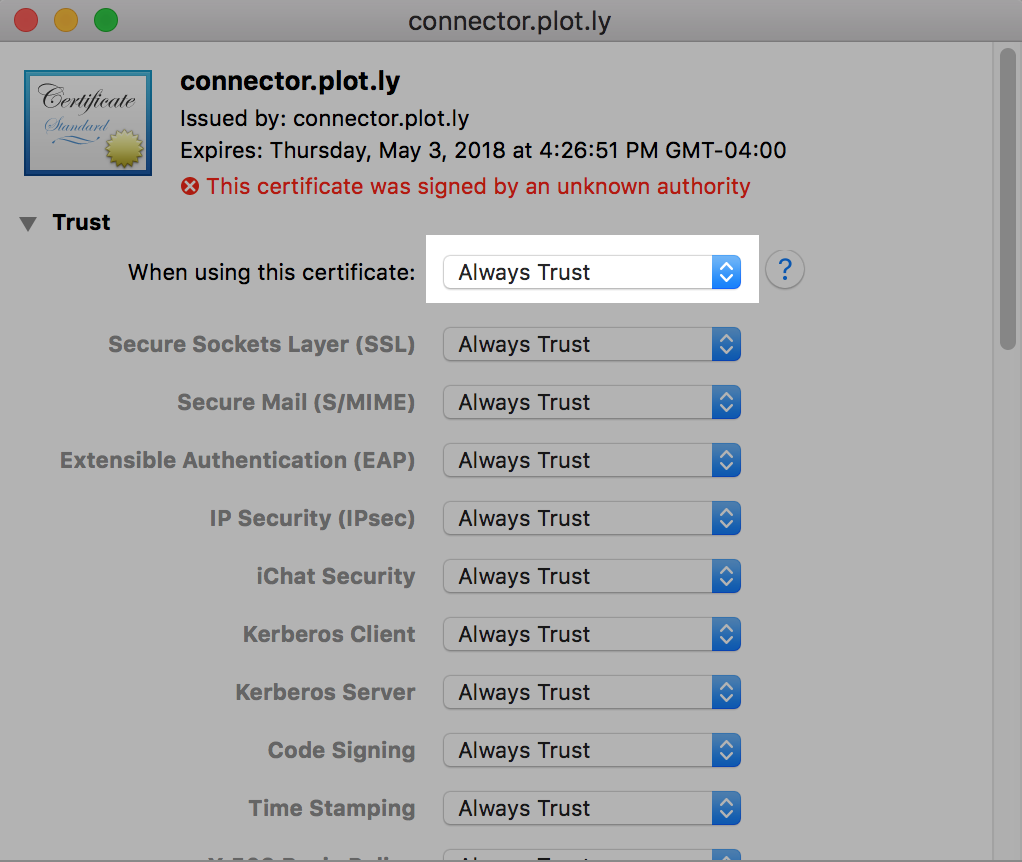 connector.plot.ly
Certificate
Standard
connector.plot.ly
Issued by: connector.plot.ly
Expires: Thursday, May 3, 2018 at 4:26:51 PM GMT-04:00
This certificate was signed by an unknown authority
Trust
When using this certificate: Always Trust ?
Secure Sockets Layer (SSL) Always Trust
Secure Mail (S/MIME) Always Trust
Extensible Authentication (EAP) Always Trust
IP Security (IPsec) Always Trust
iChat Security Always Trust
Kerberos Client Always Trust
Kerberos Server Always Trust
Code Signing Always Trust
Time Stamping Always Trust